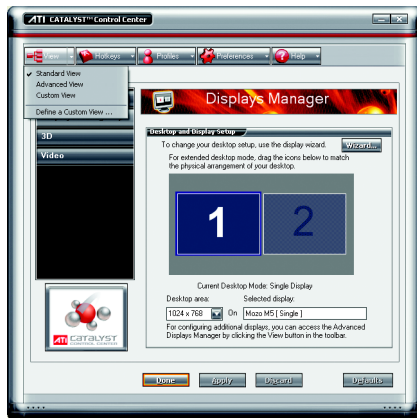 ATI CATALYST™ Control Center
View Hotkeys Profiles Preferences Help
Standard View
Advanced View
Custom View
Define a Custom View ...
Displays Manager
3D
Video
Desktop and Display Setup
To change your desktop setup, use the display wizard. Wizard...
For extended desktop mode, drag the icons below to match
the physical arrangement of your desktop.
1 2
Current Desktop Mode: Single Display
Desktop area: Selected display:
1024 x 768 On Mozo M5 [ Single ]
For configuring additional displays, you can access the Advanced
Displays Manager by clicking the View button in the toolbar.
ATI CATALYST
CONTROL CENTER
Done Apply Discard Defaults